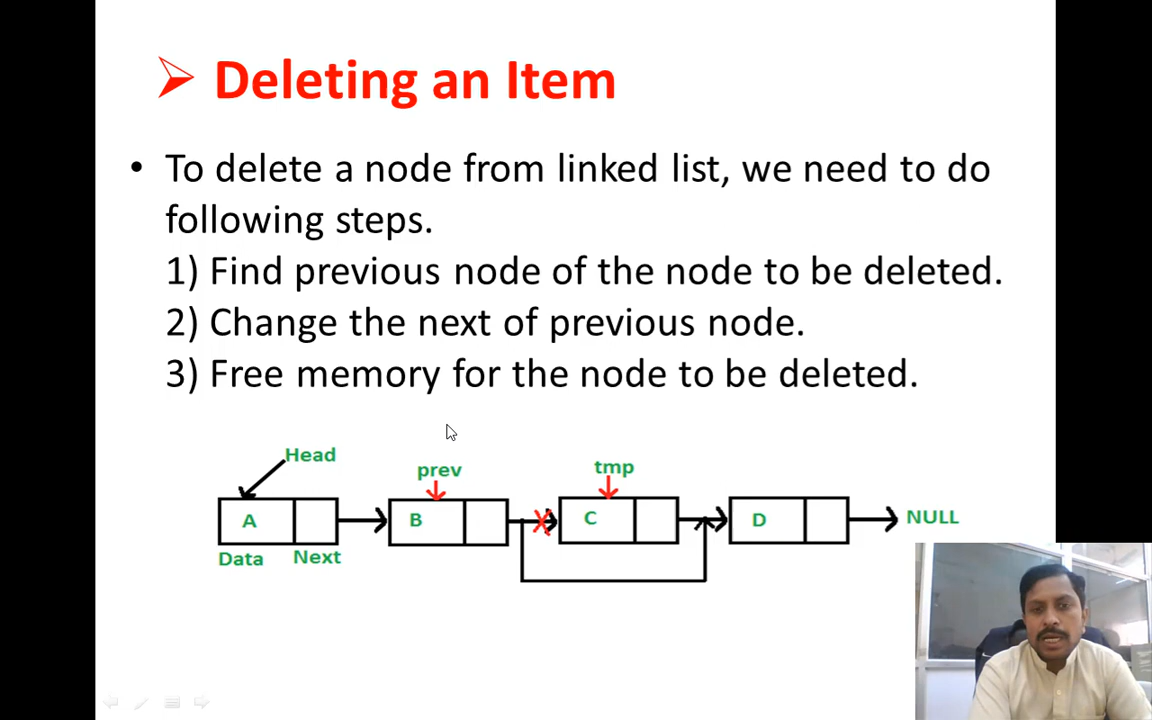 Deleting an Item
• To delete a node from linked list, we need to do
following steps.
1) Find previous node of the node to be deleted.
2) Change the next of previous node.
3) Free memory for the node to be deleted.
Head
prev
tmp
A
B
C
D
NULL
Data
Next